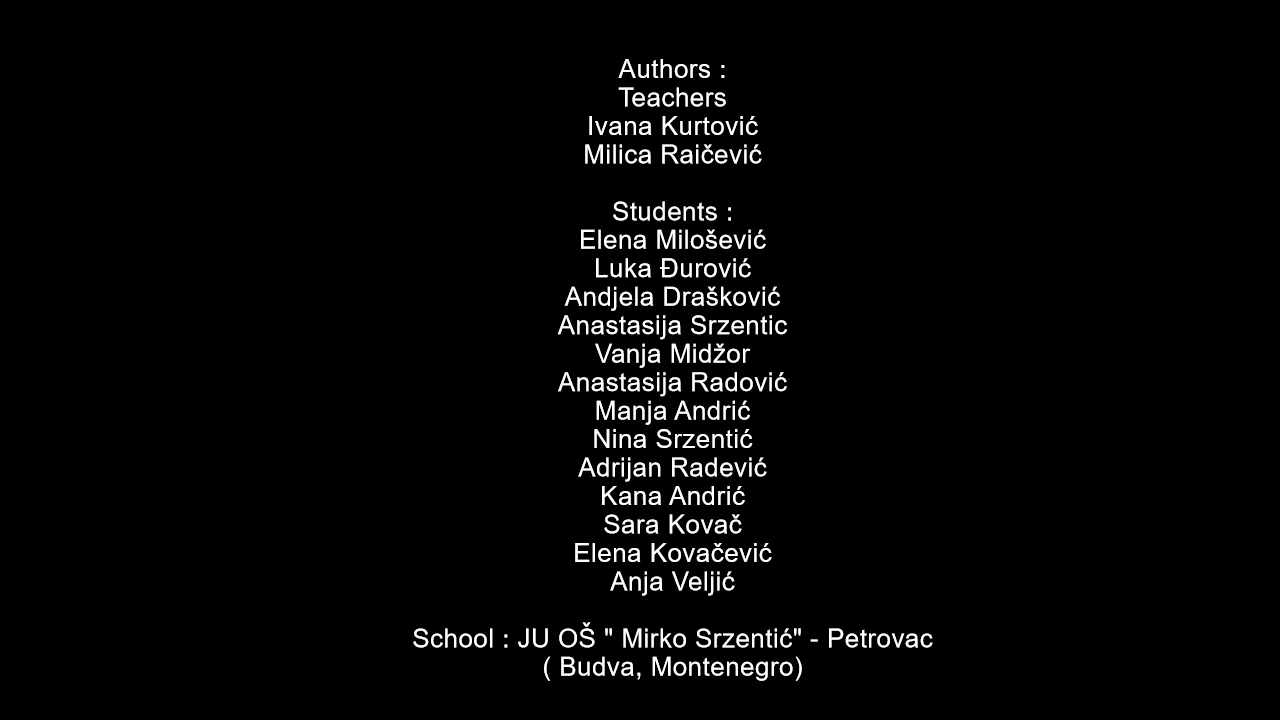 Authors :
Teachers
Ivana Kurtović
Milica Raičević
Students :
Elena Milošević
Luka Đurović
Andjela Drašković
Anastasija Srzentic
Vanja Midžor
Anastasija Radović
Manja Andrić
Nina Srzentić
Adrijan Radević
Kana Andrić
Sara Kovač
Elena Kovačević
Anja Veljić
School : JU OŠ " Mirko Srzentić" - Petrovac
( Budva, Montenegro)